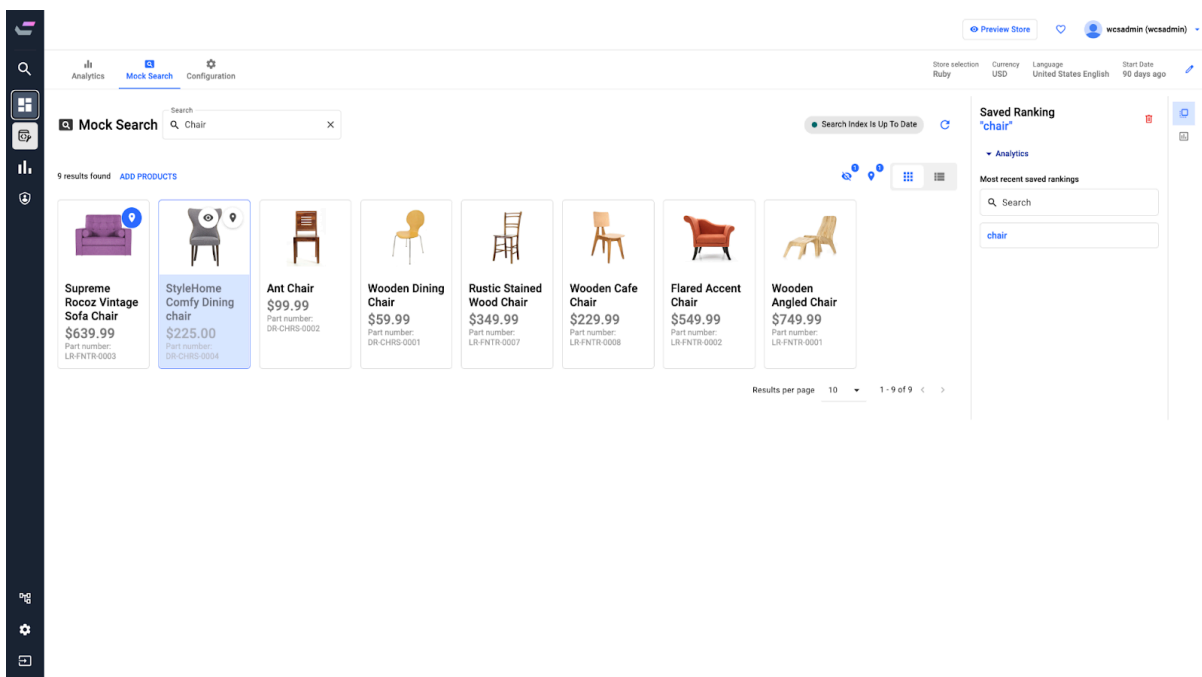 Preview Store
wcsadmin (wcsadmin)
Analytics
Mock Search
Configuration
Store selection
Ruby
Currency
USD
Language
United States English
Start Date
90 days ago
Mock Search
Search
Chair
Search Index Is Up To Date
9 results found
ADD PRODUCTS
1
1
Supreme
Rocoz Vintage
Sofa Chair
$639.99
Part number:
LR-FNTR-0003
StyleHome
Comfy Dining
chair
$225.00
Part number:
DR-CHRS-0004
Ant Chair
$99.99
Part number:
DR-CHRS-0002
Wooden Dining
Chair
$59.99
Part number:
DR-CHRS-0001
Rustic Stained
Wood Chair
$349.99
Part number:
LR-FNTR-0007
Wooden Cafe
Chair
$229.99
Part number:
LR-FNTR-0008
Flared Accent
Chair
$549.99
Part number:
LR-FNTR-0002
Wooden
Angled Chair
$749.99
Part number:
LR-FNTR-0001
Results per page
10
1 - 9 of 9
Saved Ranking
"chair"
Analytics
Most recent saved rankings
Search
chair